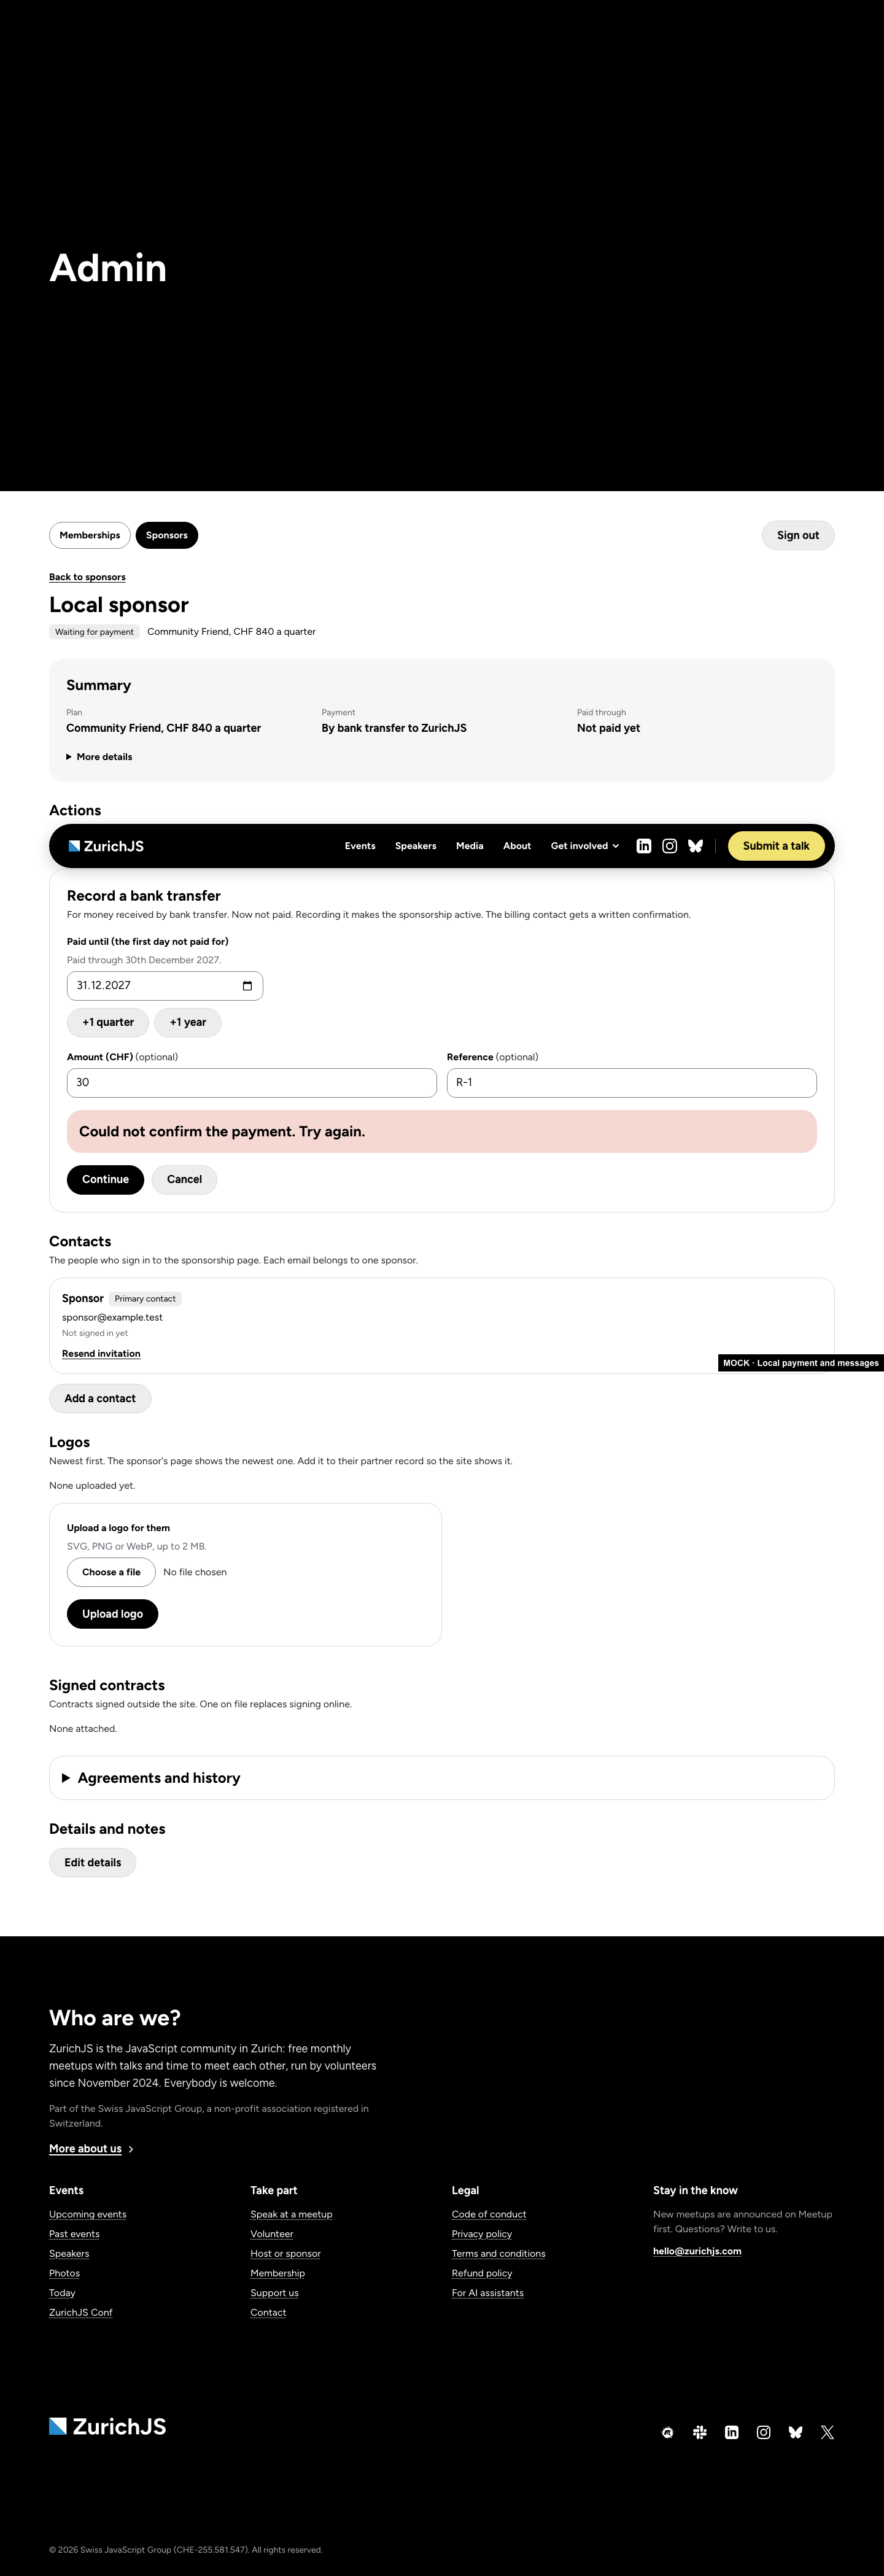 Admin
Memberships
Sponsors
Sign out
Back to sponsors
Local sponsor
Waiting for payment
Community Friend, CHF 840 a quarter
Summary
Plan
Payment
Paid through
Community Friend, CHF 840 a quarter
By bank transfer to ZurichJS
Not paid yet
More details
Actions
ZurichJS
Events
Speakers
Media
About
Get involved
Submit a talk
Record a bank transfer
For money received by bank transfer. Now not paid. Recording it makes the sponsorship active. The billing contact gets a written confirmation.
Paid until (the first day not paid for)
Paid through 30th December 2027.
31.12.2027
+1 quarter
+1 year
Amount (CHF) (optional)
Reference (optional)
30
R-1
Could not confirm the payment. Try again.
Continue
Cancel
Contacts
The people who sign in to the sponsorship page. Each email belongs to one sponsor.
Sponsor
Primary contact
sponsor@example.test
Not signed in yet
Resend invitation
MOCK · Local payment and messages
Add a contact
Logos
Newest first. The sponsor's page shows the newest one. Add it to their partner record so the site shows it.
None uploaded yet.
Upload a logo for them
SVG, PNG or WebP, up to 2 MB.
Choose a file
No file chosen
Upload logo
Signed contracts
Contracts signed outside the site. One on file replaces signing online.
None attached.
Agreements and history
Details and notes
Edit details
Who are we?
ZurichJS is the JavaScript community in Zurich: free monthly
meetups with talks and time to meet each other, run by volunteers
since November 2024. Everybody is welcome.
Part of the Swiss JavaScript Group, a non-profit association registered in
Switzerland.
More about us
Events
Upcoming events
Past events
Speakers
Photos
Today
ZurichJS Conf
Take part
Speak at a meetup
Volunteer
Host or sponsor
Membership
Support us
Contact
Legal
Code of conduct
Privacy policy
Terms and conditions
Refund policy
For AI assistants
Stay in the know
New meetups are announced on Meetup
first. Questions? Write to us.
hello@zurichjs.com
ZurichJS
© 2026 Swiss JavaScript Group (CHE-255.581.547). All rights reserved.